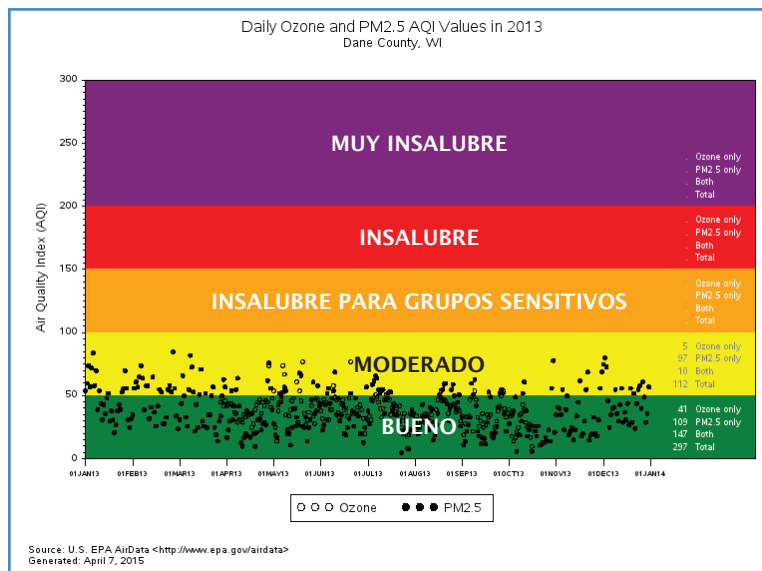 Daily Ozone and PM2.5 AQI Values in 2013
Dane County, WI
Air Quality Index (AQI)
300
250
200
150
100
50
0
MUY INSALUBRE
. Ozone only
. PM2.5 only
. Both
. Total
INSALUBRE
. Ozone only
. PM2.5 only
. Both
. Total
INSALUBRE PARA GRUPOS SENSITIVOS
. Ozone only
. PM2.5 only
. Both
. Total
MODERADO
5 Ozone only
97 PM2.5 only
10 Both
112 Total
BUENO
41 Ozone only
109 PM2.5 only
147 Both
297 Total
01JAN13 01FEB13 01MAR13 01APR13 01MAY13 01JUN13 01JUL13 01AUG13 01SEP13 01OCT13 01NOV13 01DEC13 01JAN14
Ozone PM2.5
Source: U.S. EPA AirData <http://www.epa.gov/airdata>
Generated: April 7, 2015